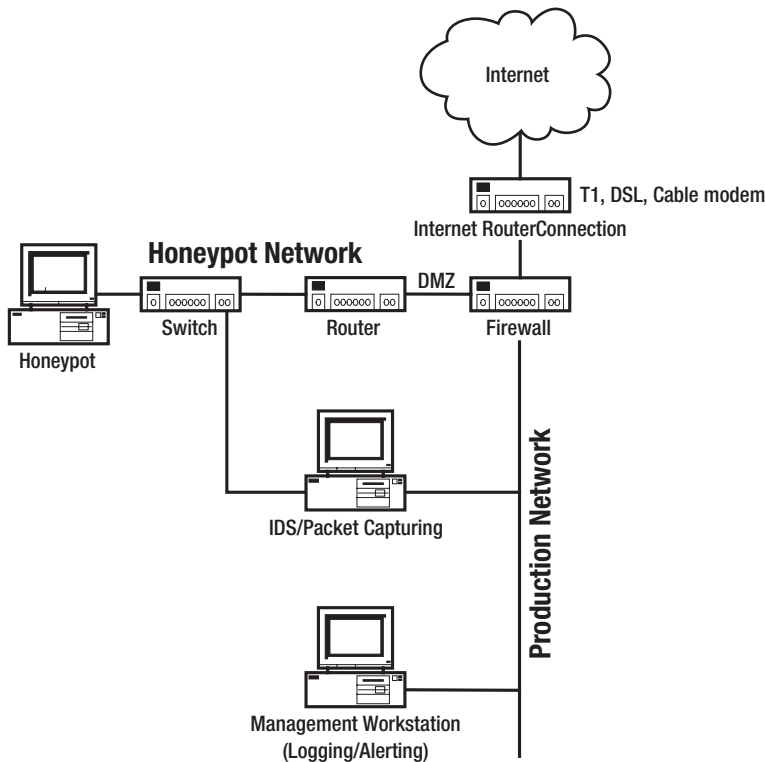 Internet
T1, DSL, Cable modem
Internet RouterConnection
Honeypot Network
DMZ
Honeypot
Switch
Router
Firewall
IDS/Packet Capturing
Production Network
Management Workstation
(Logging/Alerting)